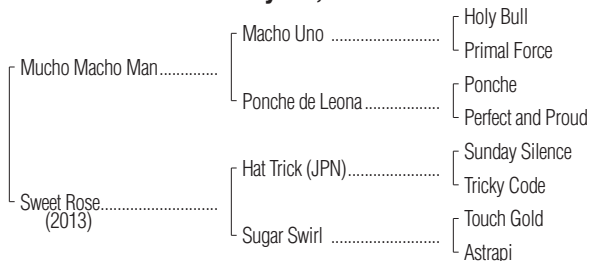 Mucho Macho Man..............
Sweet Rose............................
(2013)
Macho Uno ..........................
Ponche de Leona..................
Hat Trick (JPN)......................
Sugar Swirl ..........................
Holy Bull
Primal Force
Ponche
Perfect and Proud
Sunday Silence
Tricky Code
Touch Gold
Astrapi